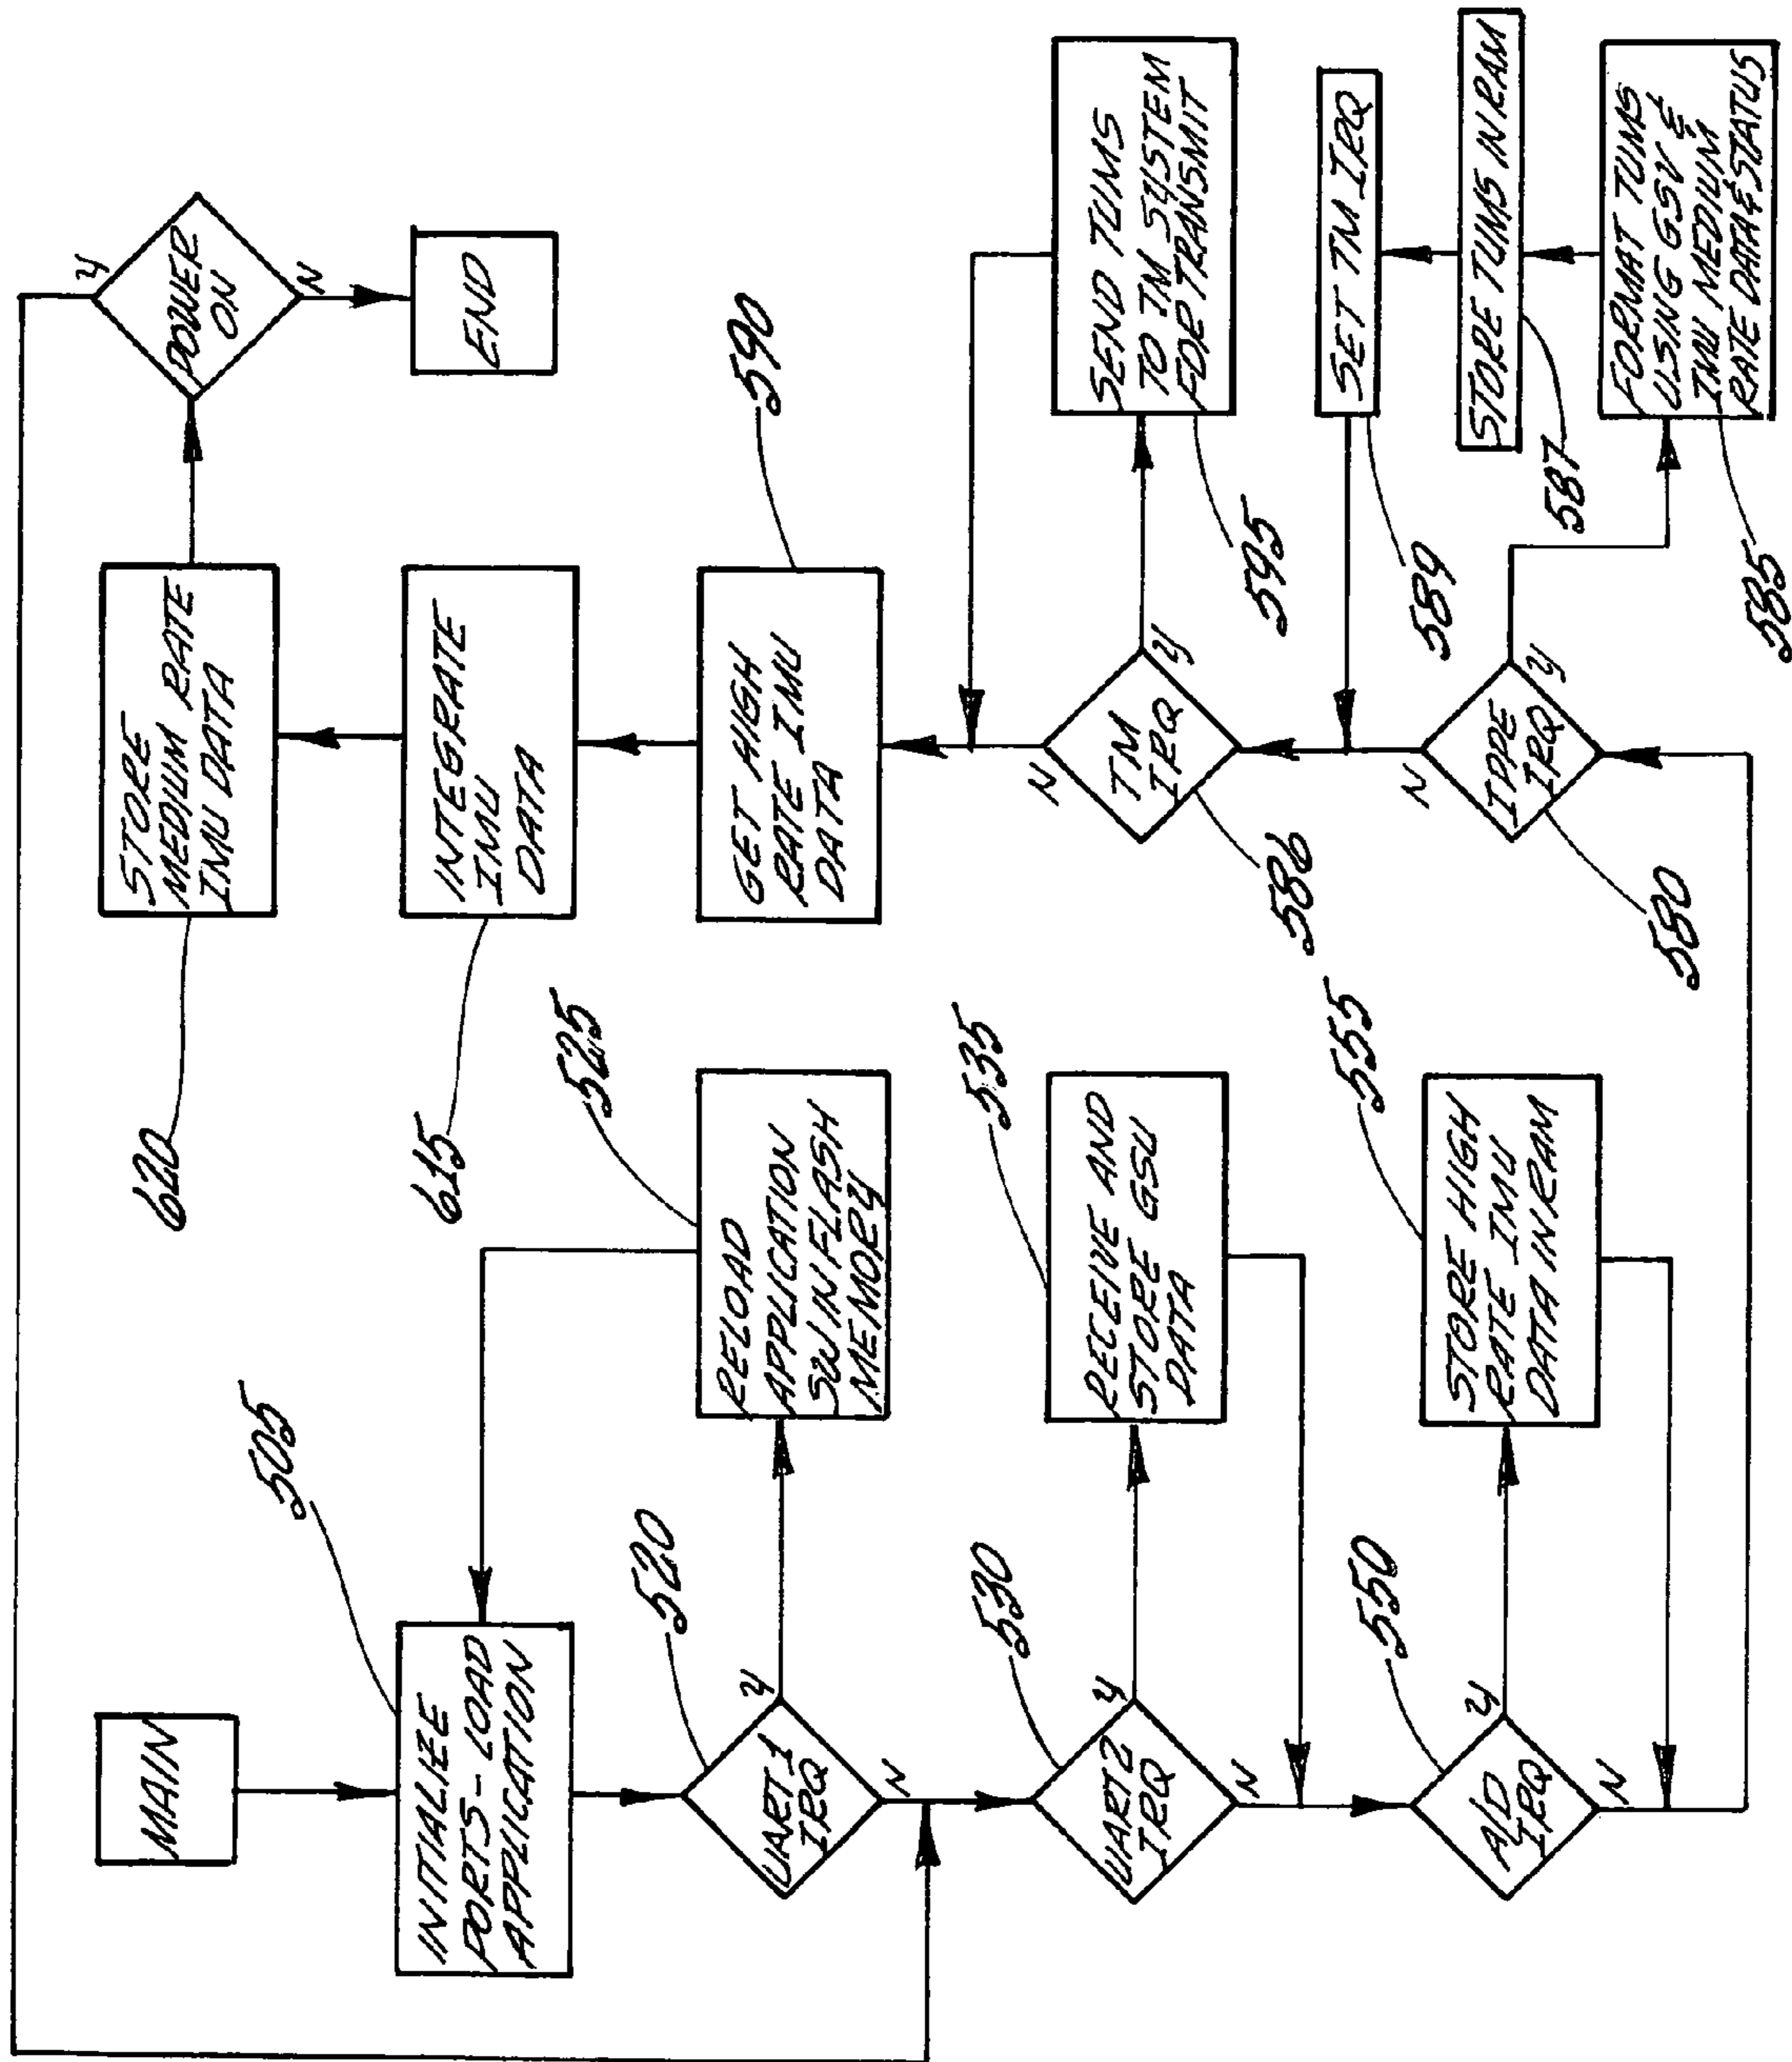 MAIN
INITIALIZE
PORTS-LOAD
APPLICATION
505
UART 1
IRQ
520
Y
N
RELOAD
APPLICATION
SW IN FLASH
MEMORY
525
UART 2
IRQ
530
Y
N
RECEIVE AND
STORE GSU
DATA
535
A/D
IRQ
550
Y
N
STORE HIGH
RATE IMU
DATA IN RAM
555
IPPE
IRQ
580
Y
N
FORMAT TUMS
USING GSV &
IMU MEDIUM
RATE DATA & STATUS
585
STORE TUMS IN RAM
587
SET TM IRQ
589
TM
IRQ
586
Y
N
SEND TUMS
TO TM SYSTEM
FOR TRANSMIT
595
GET HIGH
RATE IMU
DATA
590
INTEGRATE
IMU
DATA
615
STORE
MEDIUM RATE
IMU DATA
620
POWER
ON
Y
N
END